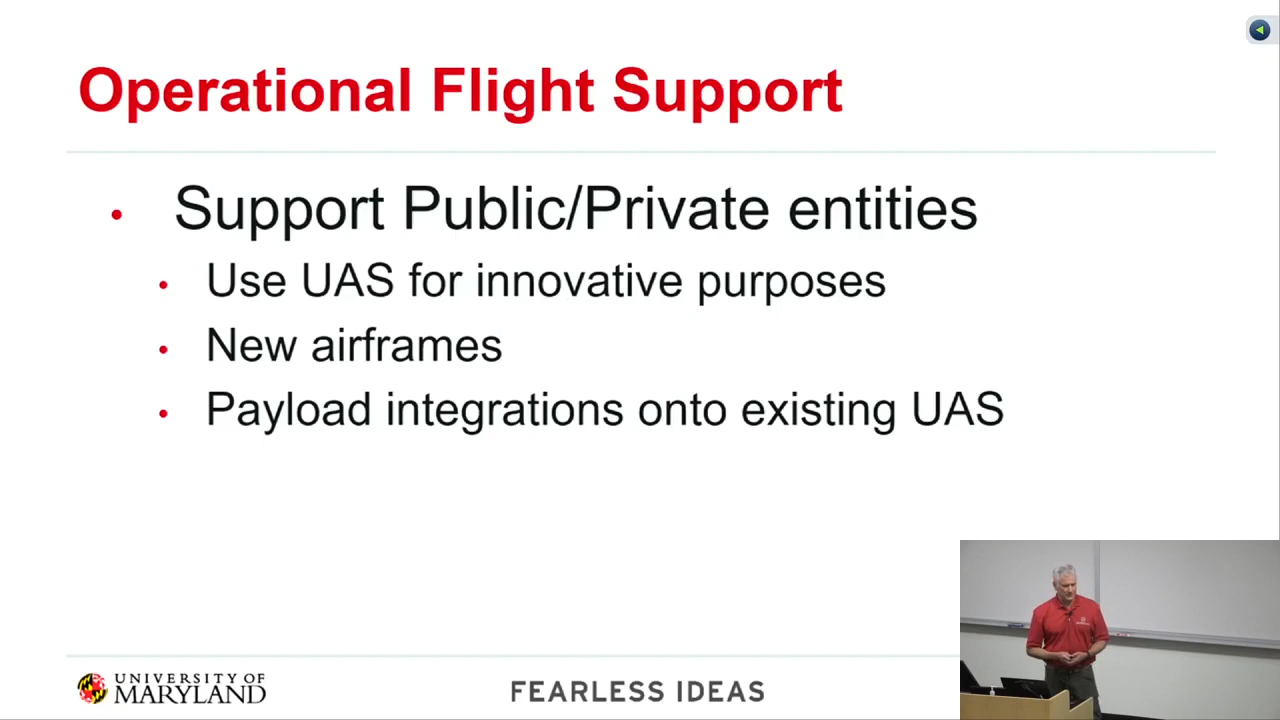 Operational Flight Support
• Support Public/Private entities
• Use UAS for innovative purposes
• New airframes
• Payload integrations onto existing UAS
UNIVERSITY OF
MARYLAND
FEARLESS IDEAS